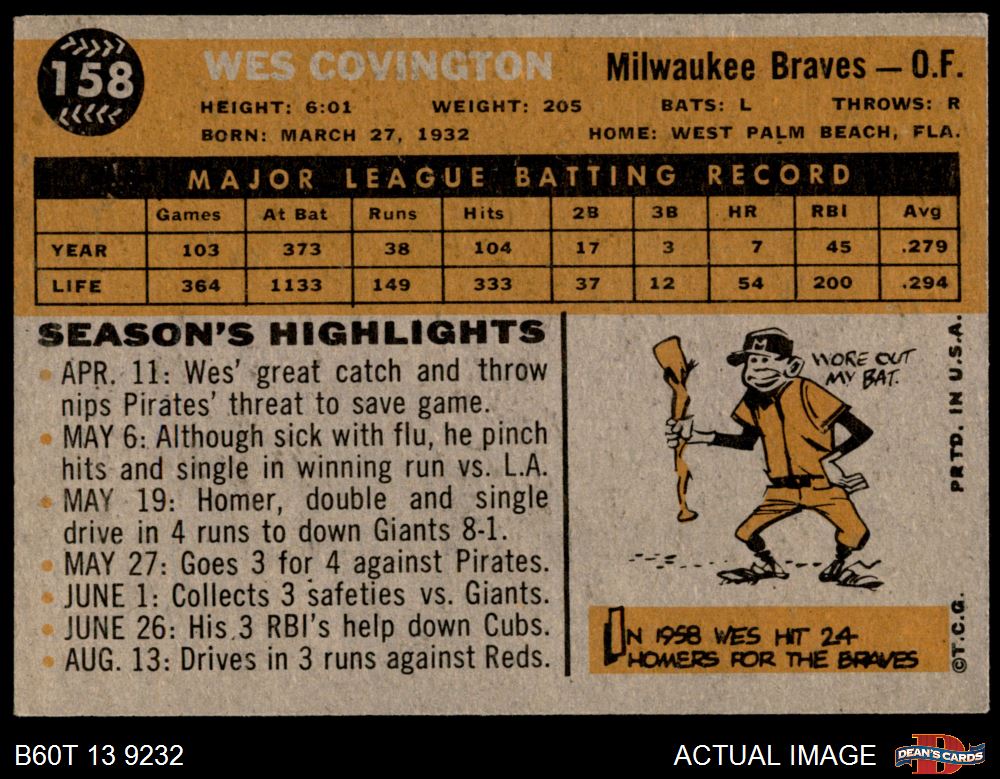 158
WES COVINGTON
Milwaukee Braves — O.F.
HEIGHT: 6:01 WEIGHT: 205 BATS: L THROWS: R
BORN: MARCH 27, 1932 HOME: WEST PALM BEACH, FLA.
MAJOR LEAGUE BATTING RECORD
Games At Bat Runs Hits 2B 3B HR RBI Avg
YEAR 103 373 38 104 17 3 7 45 .279
LIFE 364 1133 149 333 37 12 54 200 .294
SEASON'S HIGHLIGHTS
• APR. 11: Wes' great catch and throw
nips Pirates' threat to save game.
• MAY 6: Although sick with flu, he pinch
hits and single in winning run vs. L.A.
• MAY 19: Homer, double and single
drive in 4 runs to down Giants 8-1.
• MAY 27: Goes 3 for 4 against Pirates.
• JUNE 1: Collects 3 safeties vs. Giants.
• JUNE 26: His 3 RBI's help down Cubs.
• AUG. 13: Drives in 3 runs against Reds.
M
WORE OUT
MY BAT.
IN 1958 WES HIT 24
HOMERS FOR THE BRAVES
PRTD. IN U.S.A.
©T.C.G.
B60T 13 9232
ACTUAL IMAGE
D
DEAN'S CARDS